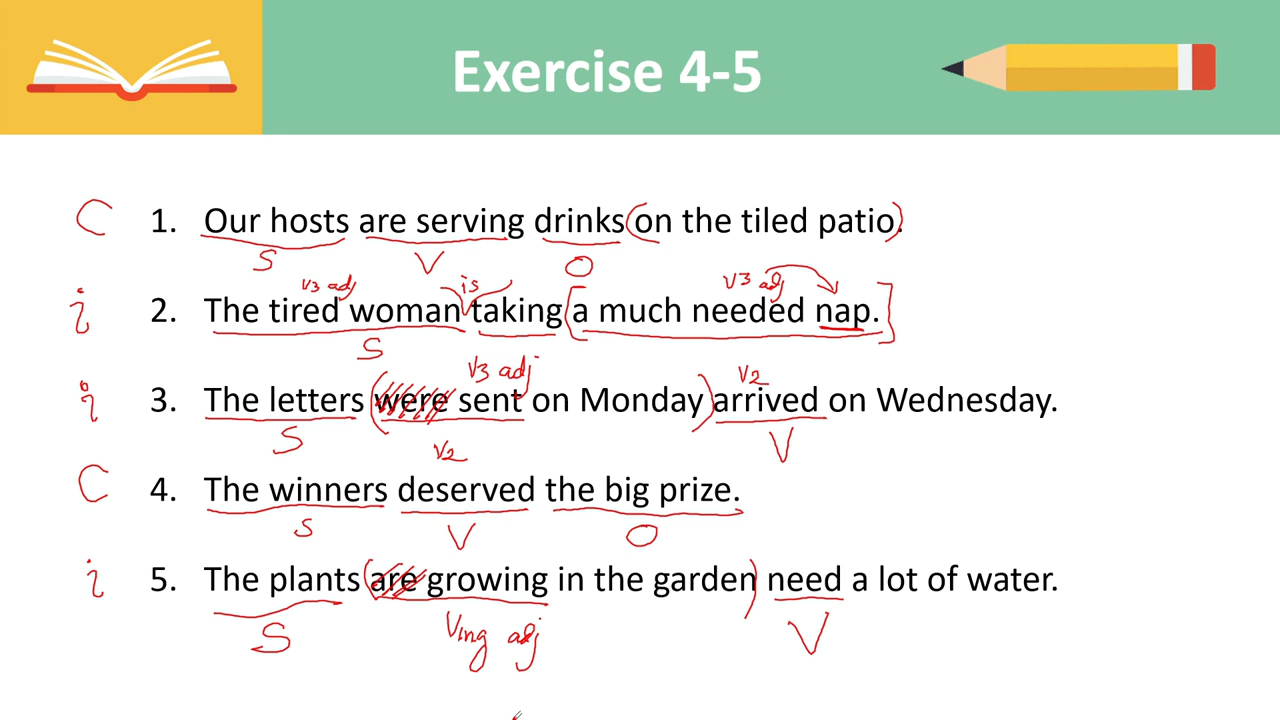 Exercise 4-5
C 1. Our hosts are serving drinks (on the tiled patio).
S V O
V3 adj is V3 adj
i 2. The tired woman taking [a much needed nap.]
S
V3 adj V2
i 3. The letters (were sent on Monday) arrived on Wednesday.
S V
V2
C 4. The winners deserved the big prize.
S V O
i 5. The plants (are growing in the garden) need a lot of water.
S Ving adj V